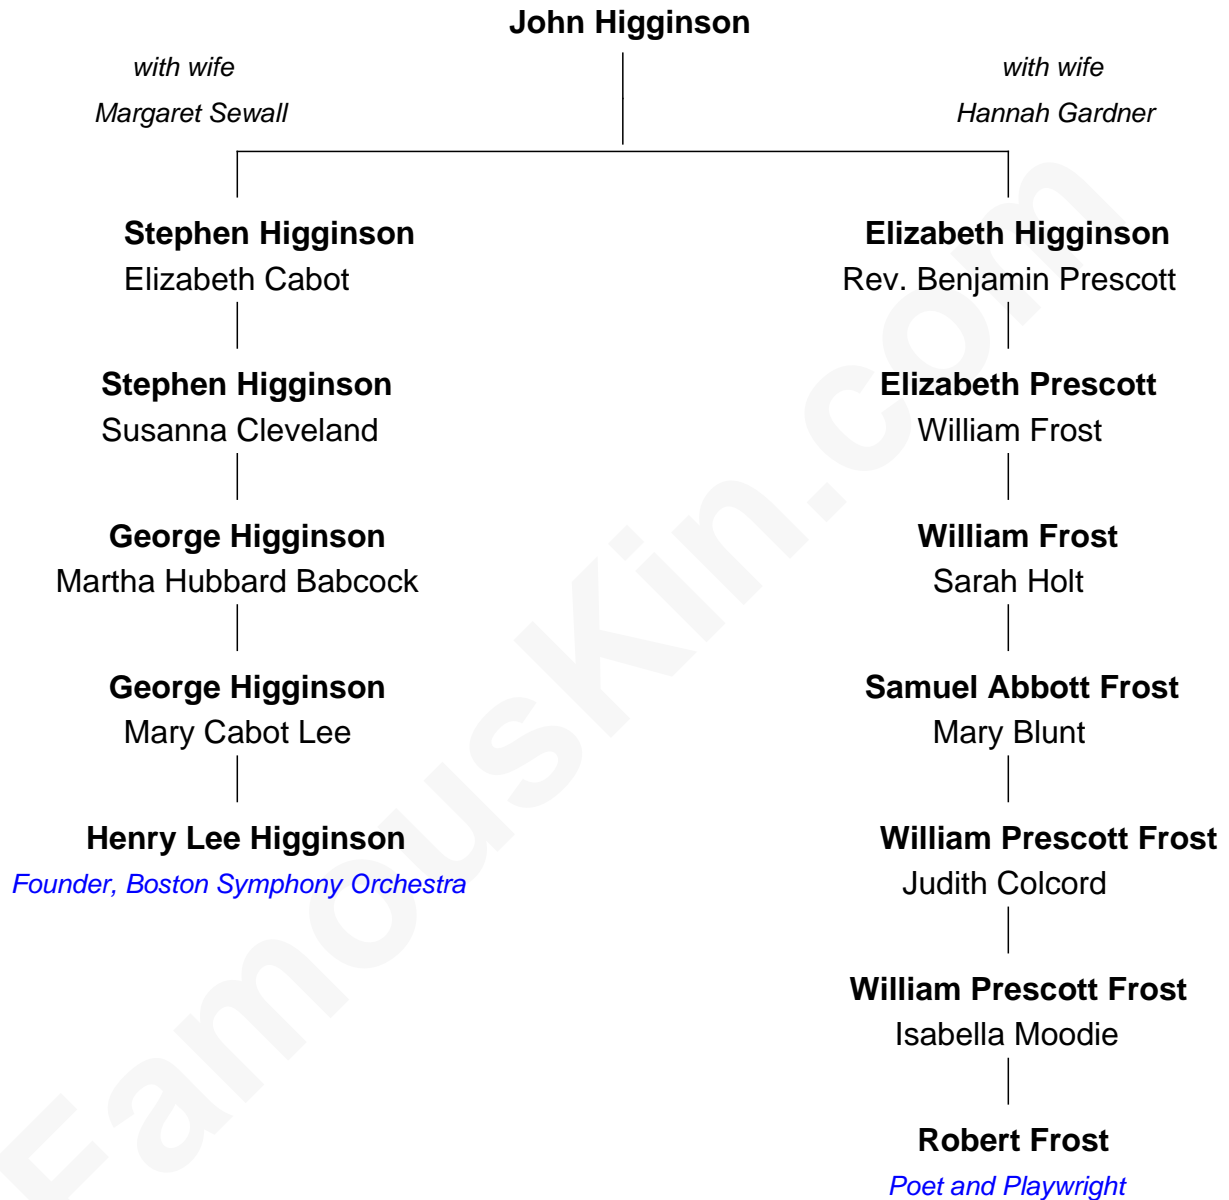 John Higginson
with wife
Margaret Sewall
with wife
Hannah Gardner
Stephen Higginson
Elizabeth Cabot
Stephen Higginson
Susanna Cleveland
George Higginson
Martha Hubbard Babcock
George Higginson
Mary Cabot Lee
Henry Lee Higginson
Founder, Boston Symphony Orchestra
Elizabeth Higginson
Rev. Benjamin Prescott
Elizabeth Prescott
William Frost
William Frost
Sarah Holt
Samuel Abbott Frost
Mary Blunt
William Prescott Frost
Judith Colcord
William Prescott Frost
Isabella Moodie
Robert Frost
Poet and Playwright
FamousKin.com